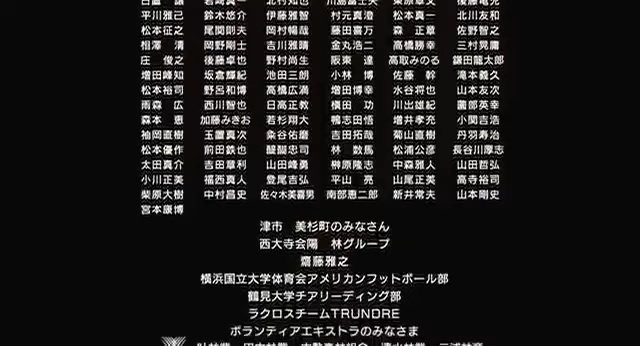 平川雅己 鈴木悠介 伊藤雅智 村元真澄 松本真一 北川友和
松本征之 尾関則夫 岡村暢哉 藤田喜万 森 正章 佐野智之
相澤 清 岡野剛士 吉川雅晴 金丸浩二 高橋勝幸 三村晃庸
庄 俊之 後藤卓也 野村尚生 阪東 達 高取みのる 鎌田龍太郎
増田峰知 坂倉輝紀 池田三朗 小林 博 佐藤 幹 滝本義久
松本裕司 野呂和博 高橋広満 増田博幸 水谷将也 山本友次
雨森 広 西川智也 日高正教 横田 功 川出雄紀 薗部英幸
森本 恵 加藤みきお 若杉翔大 鴨志田悟 増井孝充 小関吉浩
袖岡直樹 玉置真次 粂谷佑磨 吉田拓哉 菊山直樹 丹羽寿治
松本優作 前田鉄也 醍醐忠司 林 数馬 松浦公彦 長谷川厚志
太田真介 吉田章利 山田峰勇 榊原隆志 中森雅人 山田哲弘
小川正美 福西真人 登尾吉弘 平山 亮 山尾正美 高寺裕司
柴原大樹 中村昌史 佐々木美喜男 南部恵二郎 新井常夫 山本剛史
宮本康博
津市 美杉町のみなさん
西大寺会陽 林グループ
齋藤雅之
横浜国立大学体育会アメリカンフットボール部
鶴見大学チアリーディング部
ラクロスチームTRUNDRE
ボランティアエキストラのみなさま